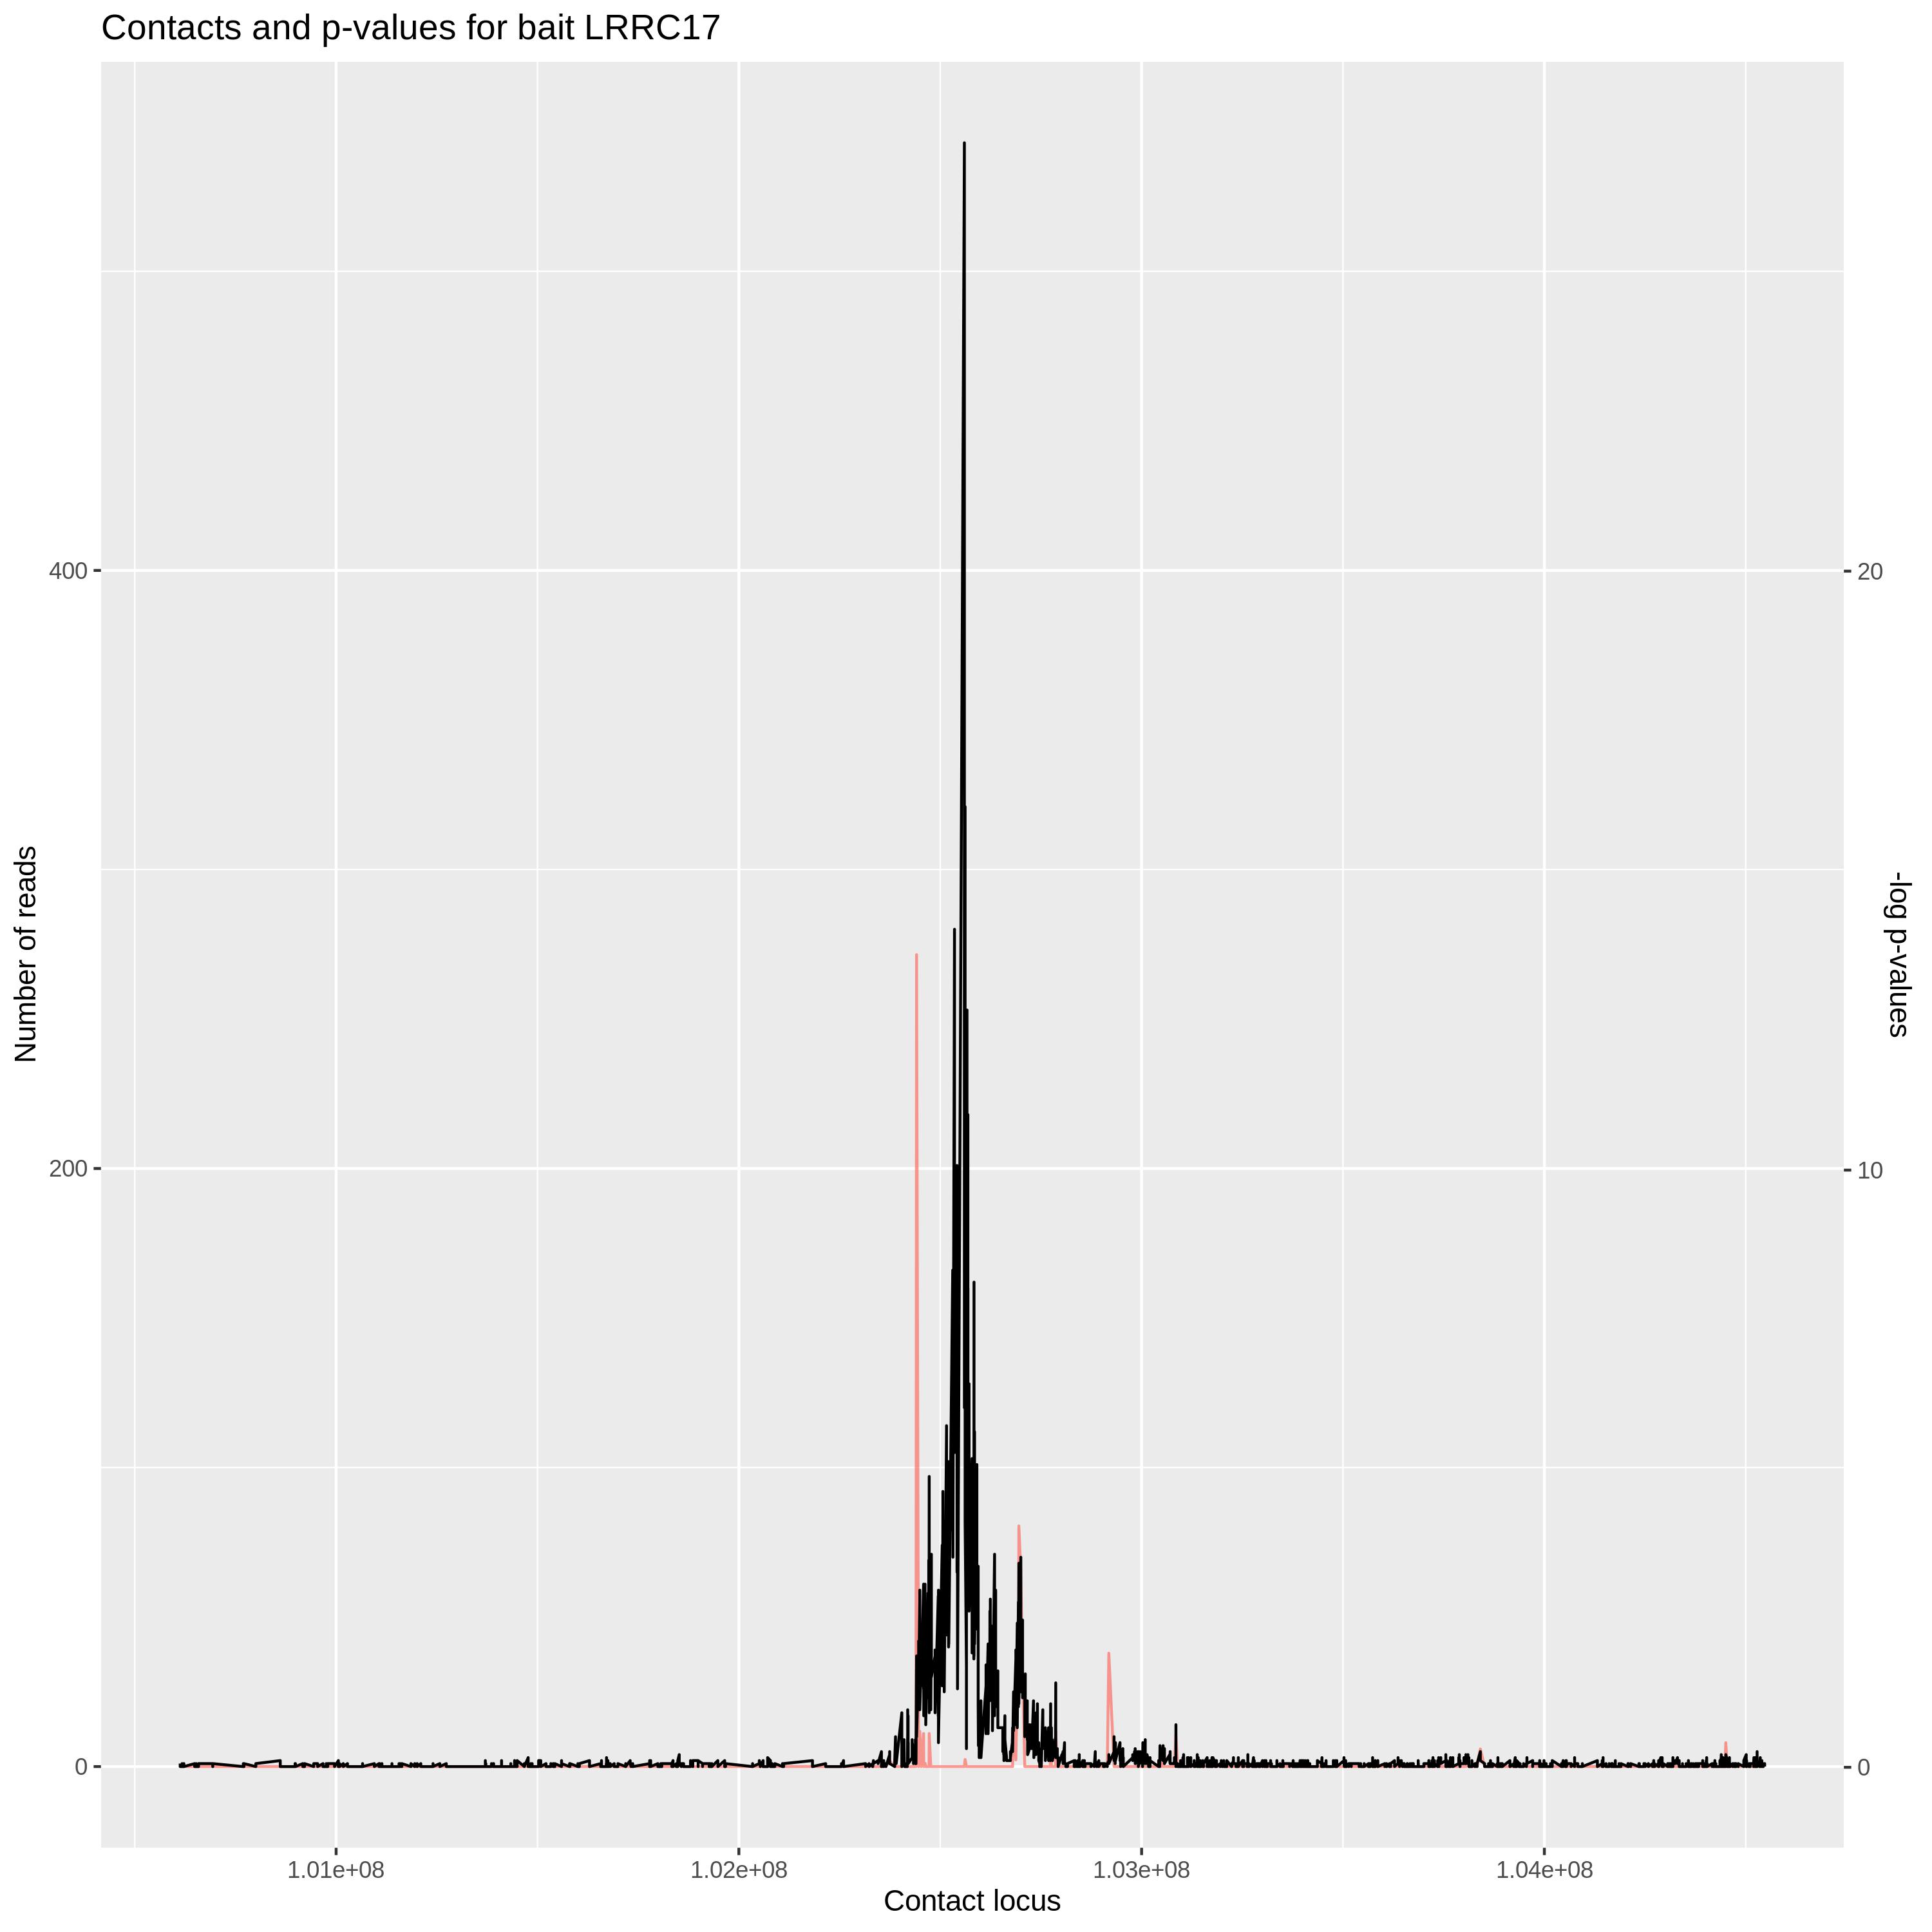 Contacts and p-values for bait LRRC17
Number of reads
400
200
0
20
10
0
-log p-values
1.01e+08
1.02e+08
1.03e+08
1.04e+08
Contact locus